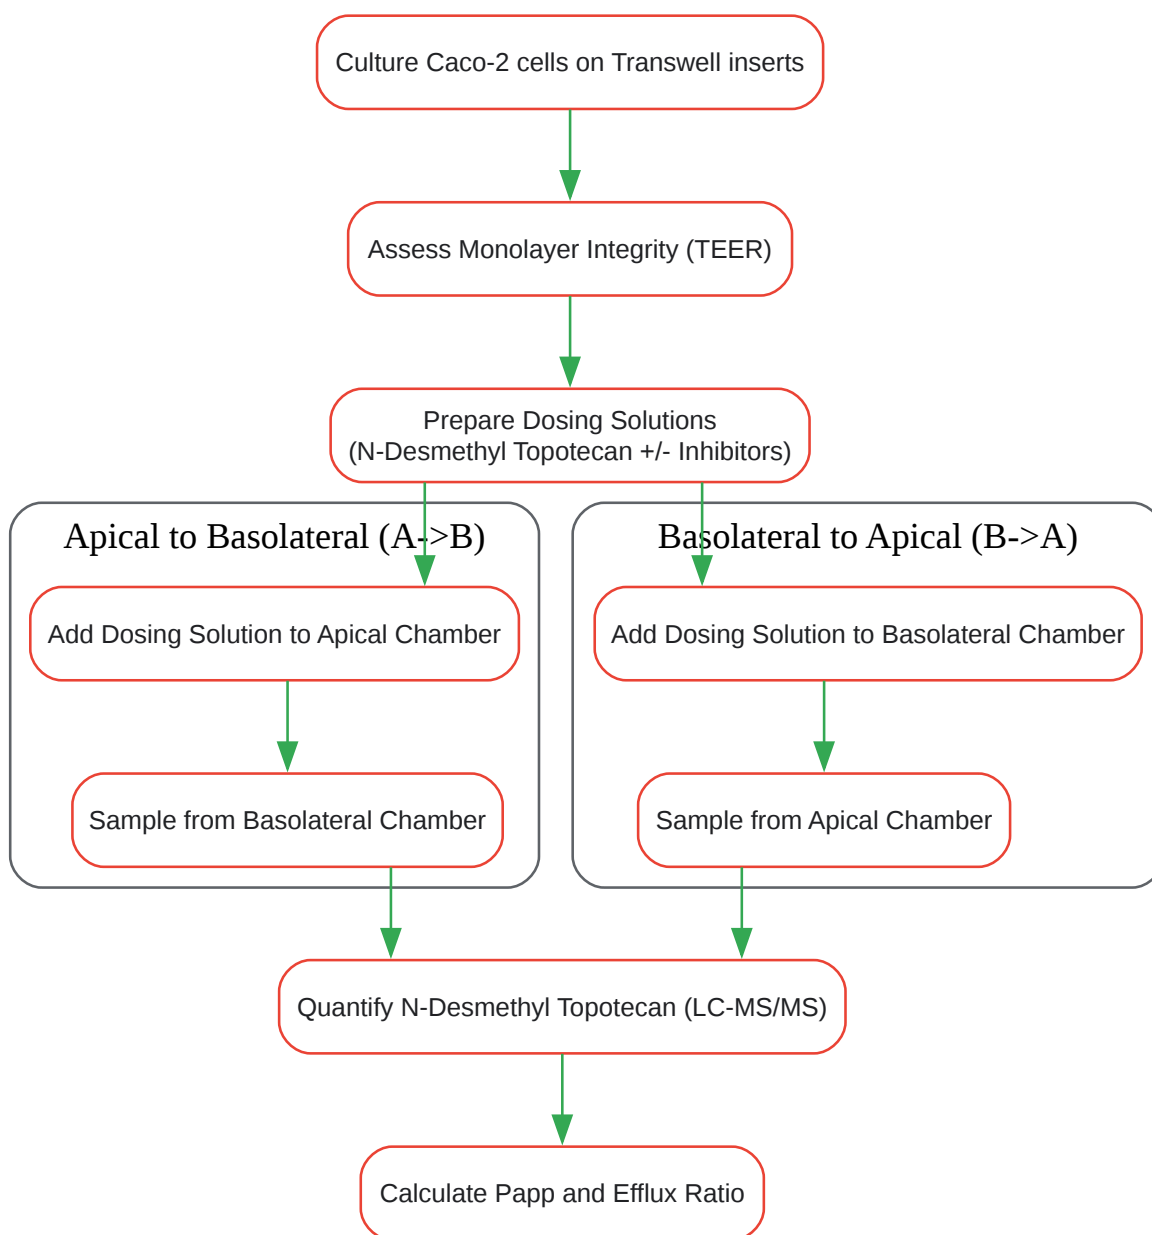 Culture Caco-2 cells on Transwell inserts
Assess Monolayer Integrity (TEER)
Prepare Dosing Solutions
(N-Desmethyl Topotecan +/- Inhibitors)
Apical to Basolateral (A->B)
Add Dosing Solution to Apical Chamber
Sample from Basolateral Chamber
Basolateral to Apical (B->A)
Add Dosing Solution to Basolateral Chamber
Sample from Apical Chamber
Quantify N-Desmethyl Topotecan (LC-MS/MS)
Calculate Papp and Efflux Ratio